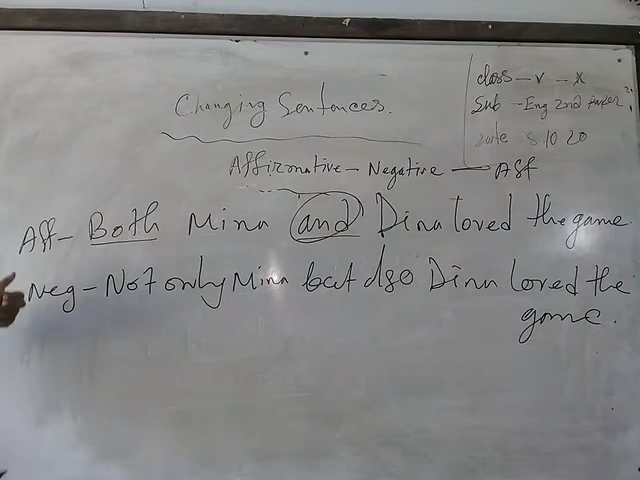 Changing Sentences.
class - V - X
Sub - Eng 2nd Paper
Date 5.10 20
Affirmative - Negative - Aff
Aff - Both Mina and Dina loved the game.
Neg - Not only Mina but also Dina loved the
game.